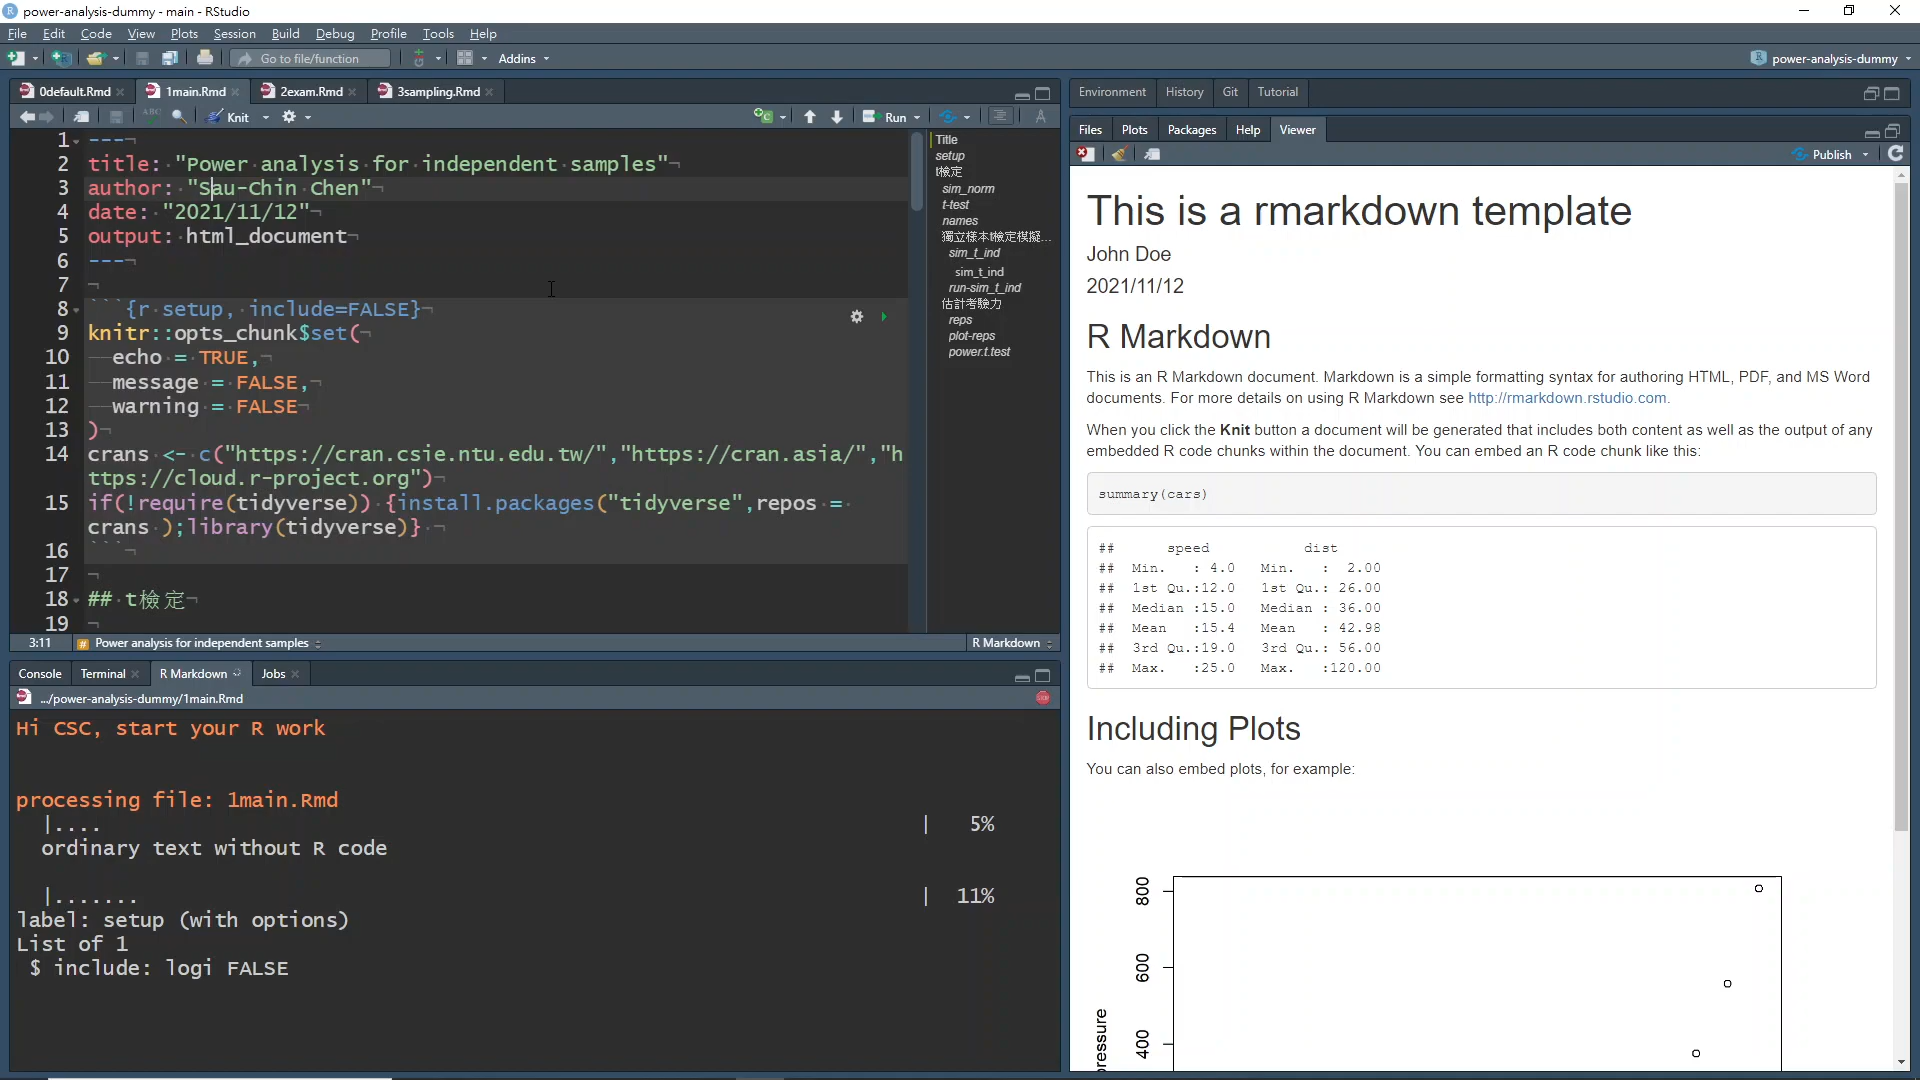 power-analysis-dummy - main - RStudio
File Edit Code View Plots Session Build Debug Profile Tools Help
Go to file/function Addins power-analysis-dummy
0default.Rmd 1main.Rmd 2exam.Rmd 3sampling.Rmd
Knit Run
1 ---
2 title: "Power analysis for independent samples"
3 author: "Sau-Chin Chen"
4 date: "2021/11/12"
5 output: html_document
6 ---
7
8 ```{r setup, include=FALSE}
9 knitr::opts_chunk$set(
10 echo = TRUE,
11 message = FALSE,
12 warning = FALSE
13 )
14 crans <- c("https://cran.csie.ntu.edu.tw/","https://cran.asia/","h
ttps://cloud.r-project.org")
15 if(!require(tidyverse)) {install.packages("tidyverse",repos =
crans );library(tidyverse)}
16 ```
17
18 ## t檢定
19
Title
setup
t檢定
sim_norm
t-test
names
獨立樣本t檢定模擬...
sim_t_ind
sim_t_ind
run-sim_t_ind
估計考驗力
reps
plot-reps
power.t.test
3:11 Power analysis for independent samples R Markdown
Console Terminal R Markdown Jobs
.../power-analysis-dummy/1main.Rmd
Hi CSC, start your R work
processing file: 1main.Rmd
|.... | 5%
ordinary text without R code
|....... | 11%
label: setup (with options)
List of 1
$ include: logi FALSE
Environment History Git Tutorial
Files Plots Packages Help Viewer
Publish
This is a rmarkdown template
John Doe
2021/11/12
R Markdown
This is an R Markdown document. Markdown is a simple formatting syntax for authoring HTML, PDF, and MS Word
documents. For more details on using R Markdown see http://rmarkdown.rstudio.com.
When you click the Knit button a document will be generated that includes both content as well as the output of any
embedded R code chunks within the document. You can embed an R code chunk like this:
summary(cars)
## speed dist
## Min. : 4.0 Min. : 2.00
## 1st Qu.:12.0 1st Qu.: 26.00
## Median :15.0 Median : 36.00
## Mean :15.4 Mean : 42.98
## 3rd Qu.:19.0 3rd Qu.: 56.00
## Max. :25.0 Max. :120.00
Including Plots
You can also embed plots, for example:
800
600
400
ressure